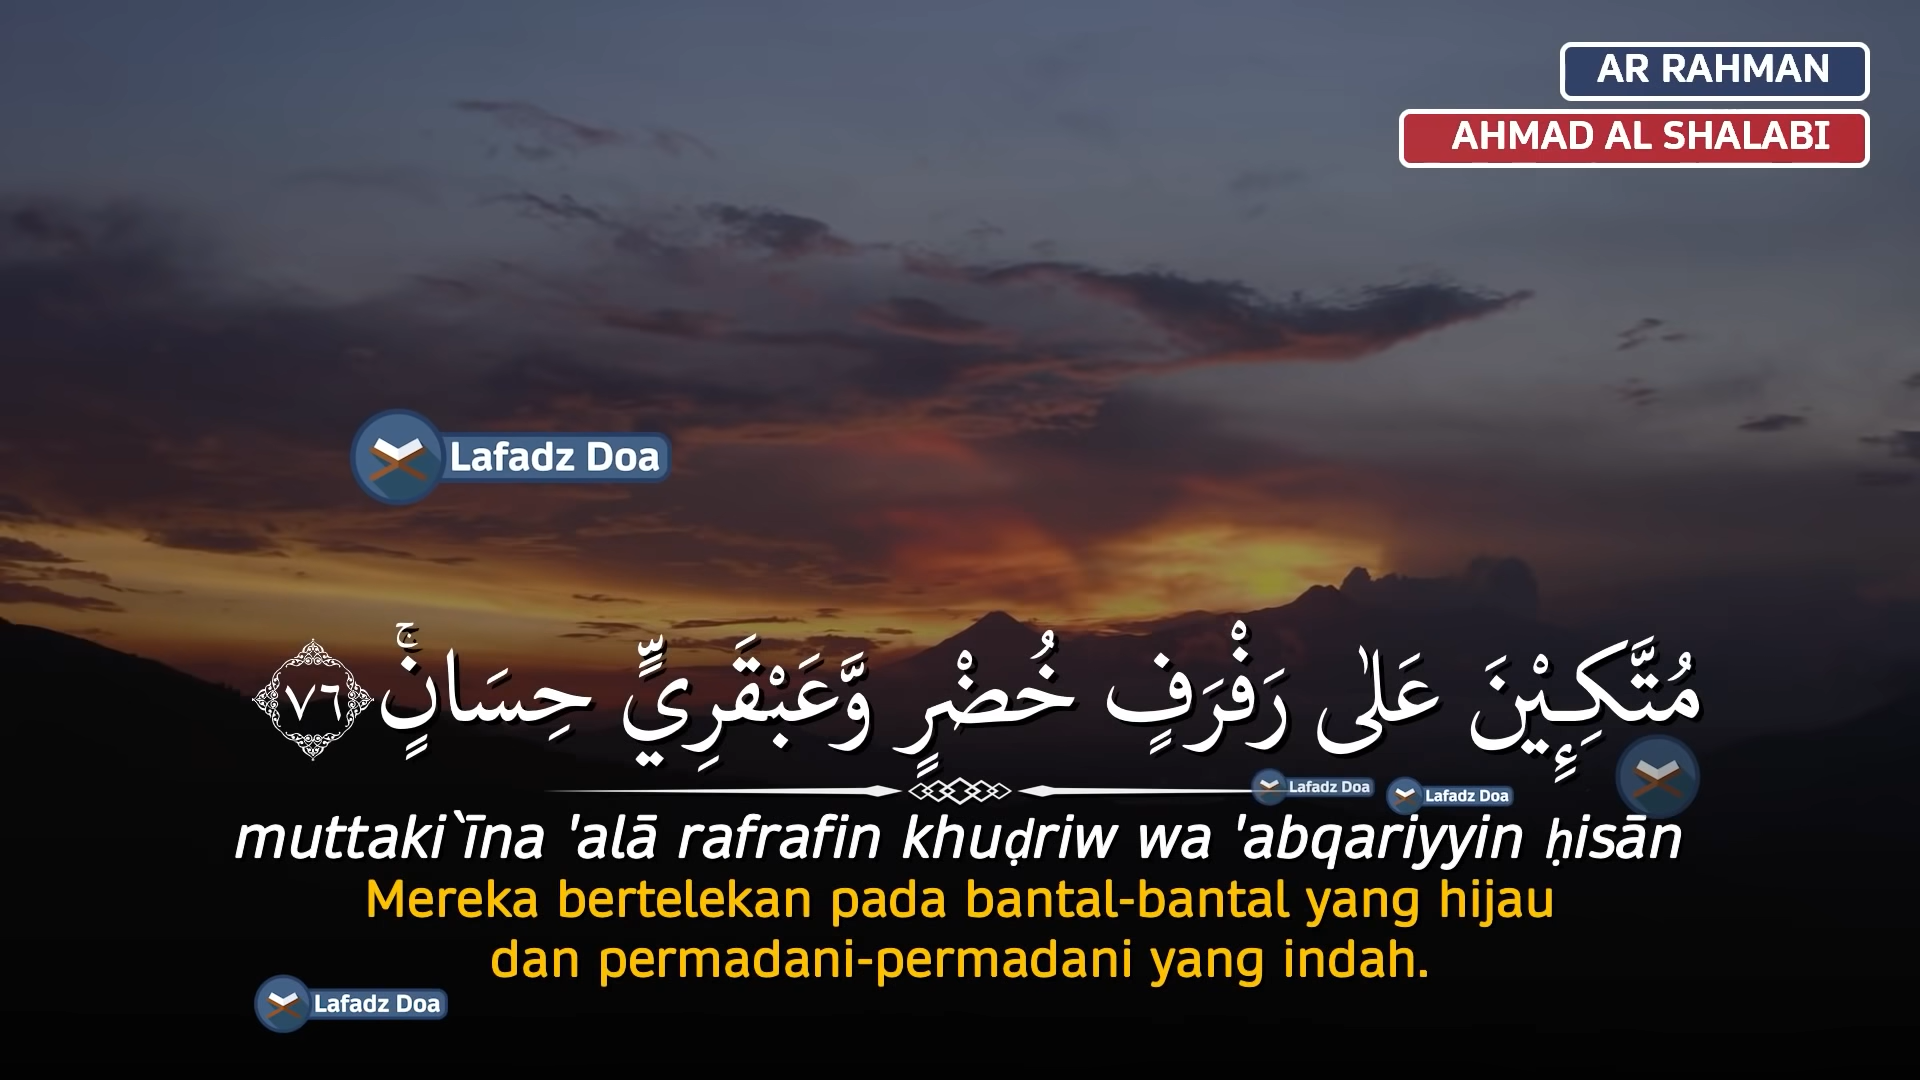 AR RAHMAN
AHMAD AL SHALABI
Lafadz Doa
مُتَّكِـِٕيْنَ عَلٰى رَفْرَفٍ خُضْرٍ وَّعَبْقَرِيٍّ حِسَانٍۚ ٧٦
Lafadz Doa
Lafadz Doa
muttaki`īna 'alā rafrafin khuḍriw wa 'abqariyyin ḥisān
Mereka bertelekan pada bantal-bantal yang hijau
dan permadani-permadani yang indah.
Lafadz Doa